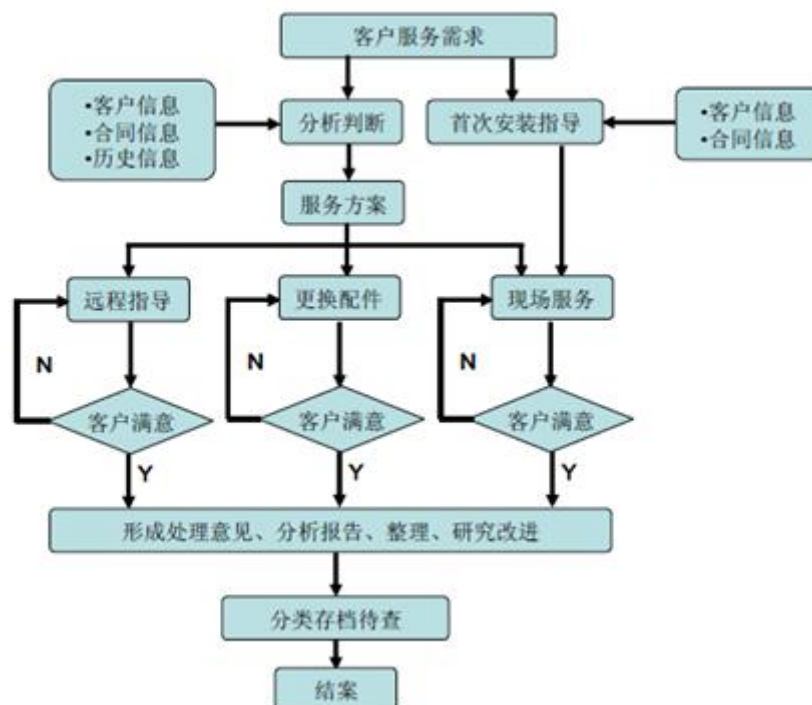 客户服务需求
•客户信息
•合同信息
•历史信息
分析判断
首次安装指导
•客户信息
•合同信息
服务方案
远程指导
更换配件
现场服务
N
N
N
客户满意
客户满意
客户满意
Y
Y
Y
形成处理意见、分析报告、整理、研究改进
分类存档待查
结案